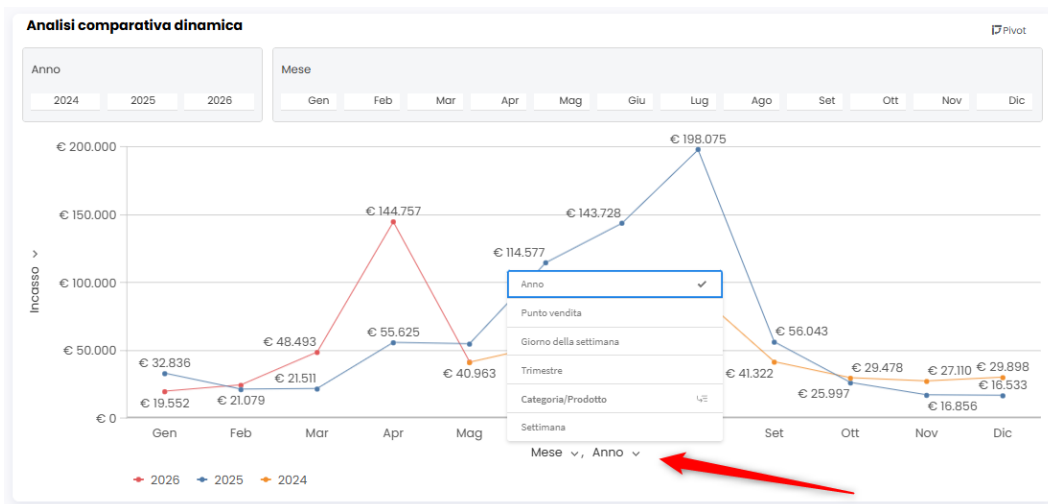 Analisi comparativa dinamica
Pivot
Anno
2024 2025 2026
Mese
Gen Feb Mar Apr Mag Giu Lug Ago Set Ott Nov Dic
€ 200.000
€ 150.000
€ 100.000
€ 50.000
€ 0
Incasso
€ 198.075
€ 144.757
€ 143.728
€ 114.577
€ 55.625
€ 48.493
€ 32.836
€ 21.511
€ 19.552
€ 21.079
€ 40.963
€ 56.043
€ 41.322
€ 29.478
€ 25.997
€ 27.110
€ 29.898
€ 16.533
€ 16.856
Anno
Punto vendita
Giorno della settimana
Trimestre
Categoria/Prodotto
Settimana
Gen Feb Mar Apr Mag Set Ott Nov Dic
Mese , Anno
2026 2025 2024